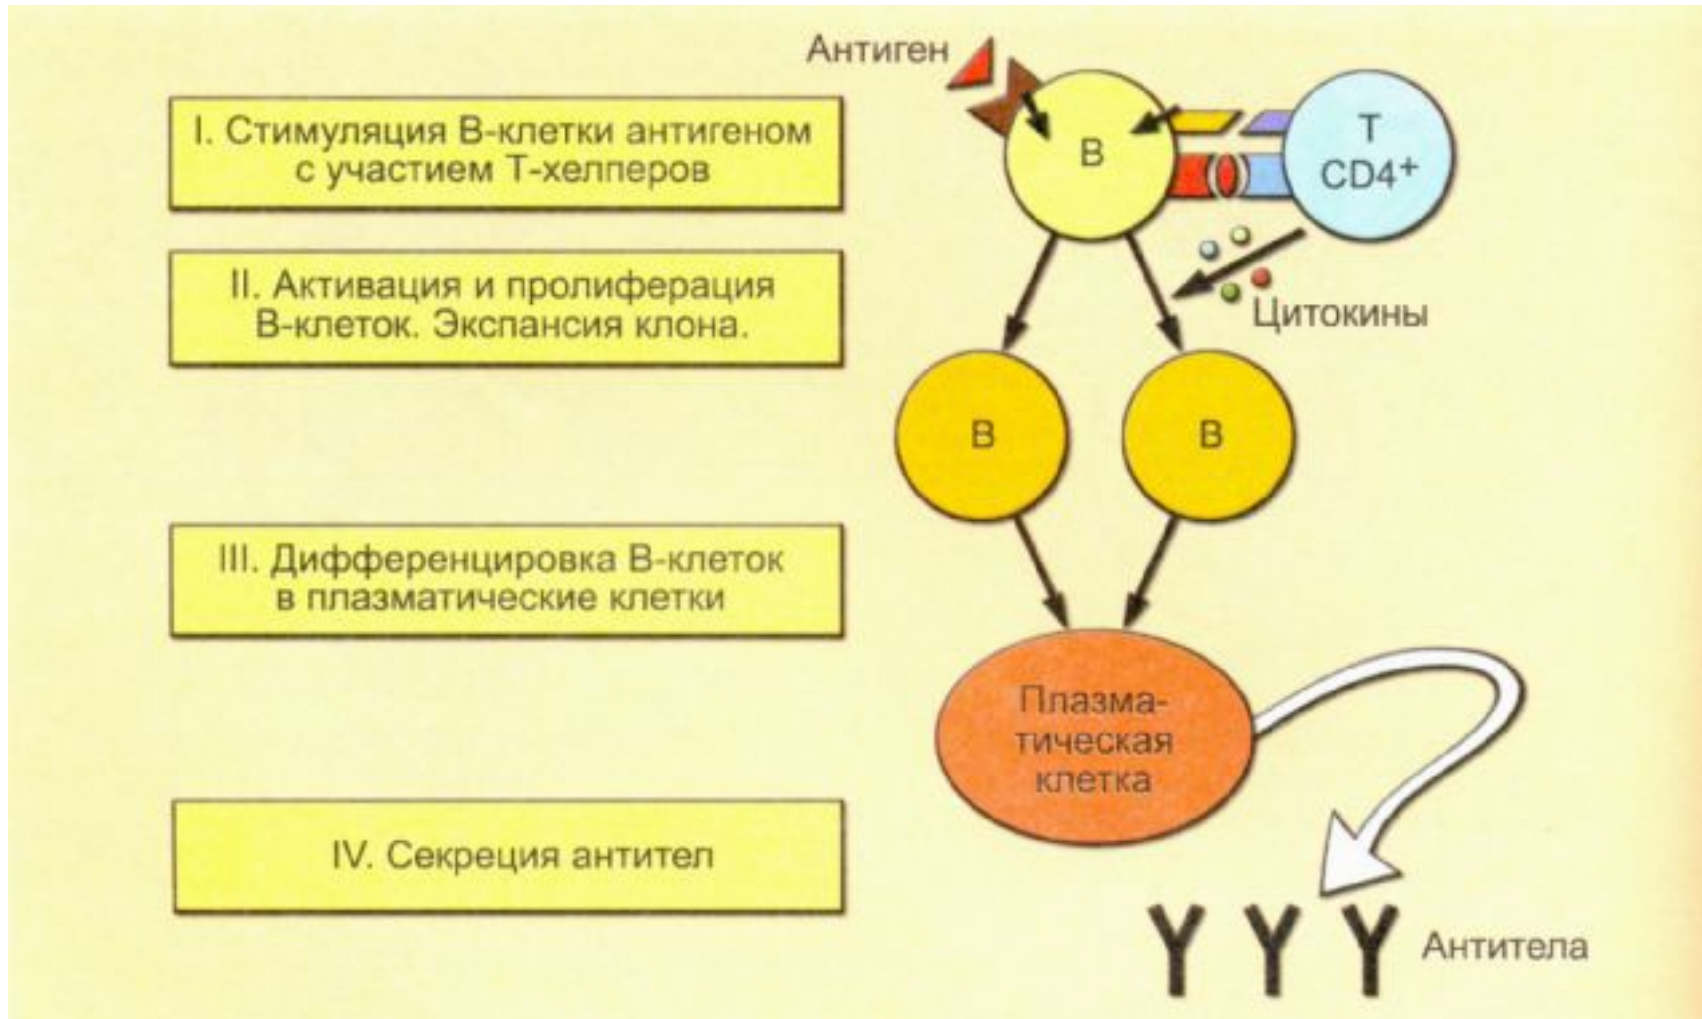 Антиген
I. Стимуляция В-клетки антигеном
с участием Т-хелперов
В
Т
CD4+
II. Активация и пролиферация
В-клеток. Экспансия клона.
Цитокины
В
В
III. Дифференцировка В-клеток
в плазматические клетки
Плазма-
тическая
клетка
IV. Секреция антител
Антитела